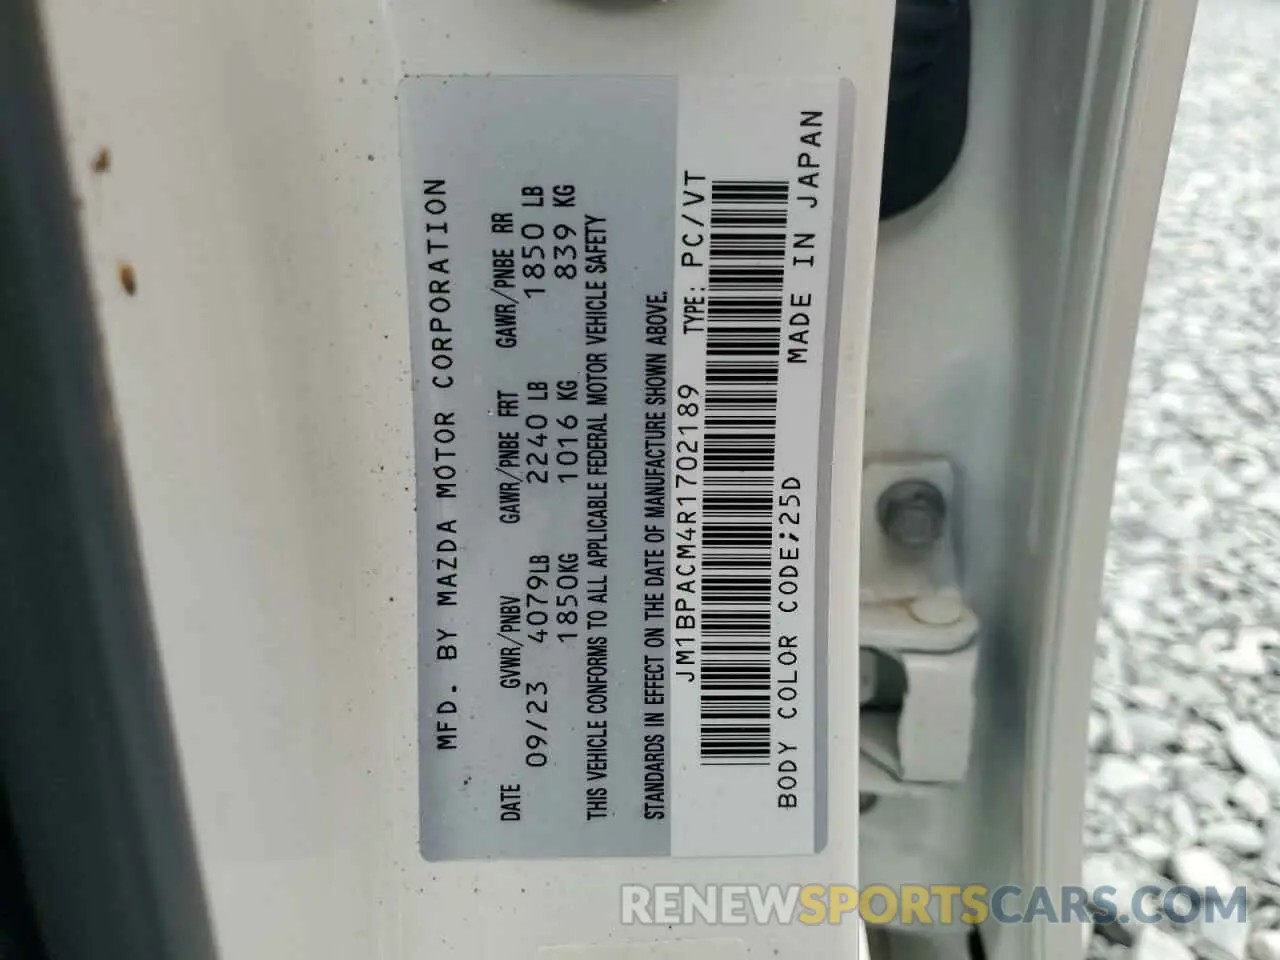 MFD. BY MAZDA MOTOR CORPORATION
DATE GVWR/PNBV GAWR/PNBE FRT GAWR/PNBE RR
09/23 4079LB 2240 LB 1850 LB
1850KG 1016 KG 839 KG
THIS VEHICLE CONFORMS TO ALL APPLICABLE FEDERAL MOTOR VEHICLE SAFETY
STANDARDS IN EFFECT ON THE DATE OF MANUFACTURE SHOWN ABOVE.
JM1BPACM4R1702189 TYPE: PC/VT
BODY COLOR CODE;25D MADE IN JAPAN
RENEWSPORTSCARS.COM